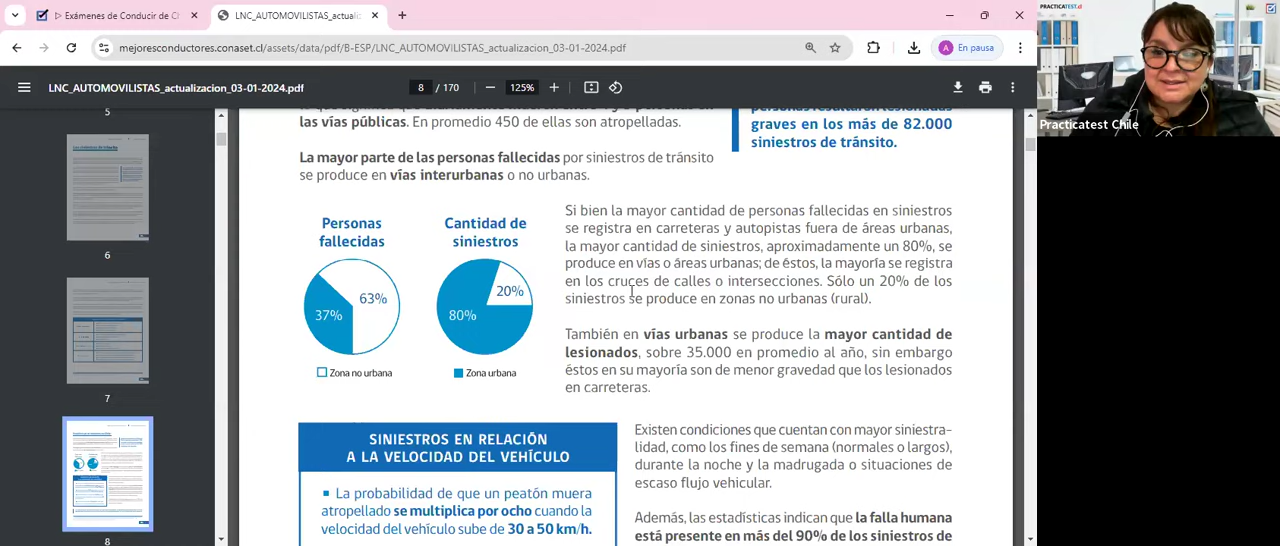 Exámenes de Conducir de Ch
LNC_AUTOMOVILISTAS_actualizaci
mejoresconductores.conaset.cl/assets/data/pdf/B-ESP/LNC_AUTOMOVILISTAS_actualizacion_03-01-2024.pdf
A En pausa
LNC_AUTOMOVILISTAS_actualizacion_03-01-2024.pdf
8 / 170
125%
PRACTICATEST.CL
Practicatest Chile
5
6
7
8
las vías públicas. En promedio 450 de ellas son atropelladas.
La mayor parte de las personas fallecidas por siniestros de tránsito
se produce en vías interurbanas o no urbanas.
personas resultaron lesionadas
graves en los más de 82.000
siniestros de tránsito.
Personas
fallecidas
63%
37%
Zona no urbana
Cantidad de
siniestros
20%
80%
Zona urbana
Si bien la mayor cantidad de personas fallecidas en siniestros
se registra en carreteras y autopistas fuera de áreas urbanas,
la mayor cantidad de siniestros, aproximadamente un 80%, se
produce en vías o áreas urbanas; de éstos, la mayoría se registra
en los cruces de calles o intersecciones. Sólo un 20% de los
siniestros se produce en zonas no urbanas (rural).
También en vías urbanas se produce la mayor cantidad de
lesionados, sobre 35.000 en promedio al año, sin embargo
éstos en su mayoría son de menor gravedad que los lesionados
en carreteras.
SINIESTROS EN RELACIÓN
A LA VELOCIDAD DEL VEHÍCULO
La probabilidad de que un peatón muera
atropellado se multiplica por ocho cuando la
velocidad del vehículo sube de 30 a 50 km/h.
Existen condiciones que cuentan con mayor siniestra-
lidad, como los fines de semana (normales o largos),
durante la noche y la madrugada o situaciones de
escaso flujo vehicular.
Además, las estadísticas indican que la falla humana
está presente en más del 90% de los siniestros de